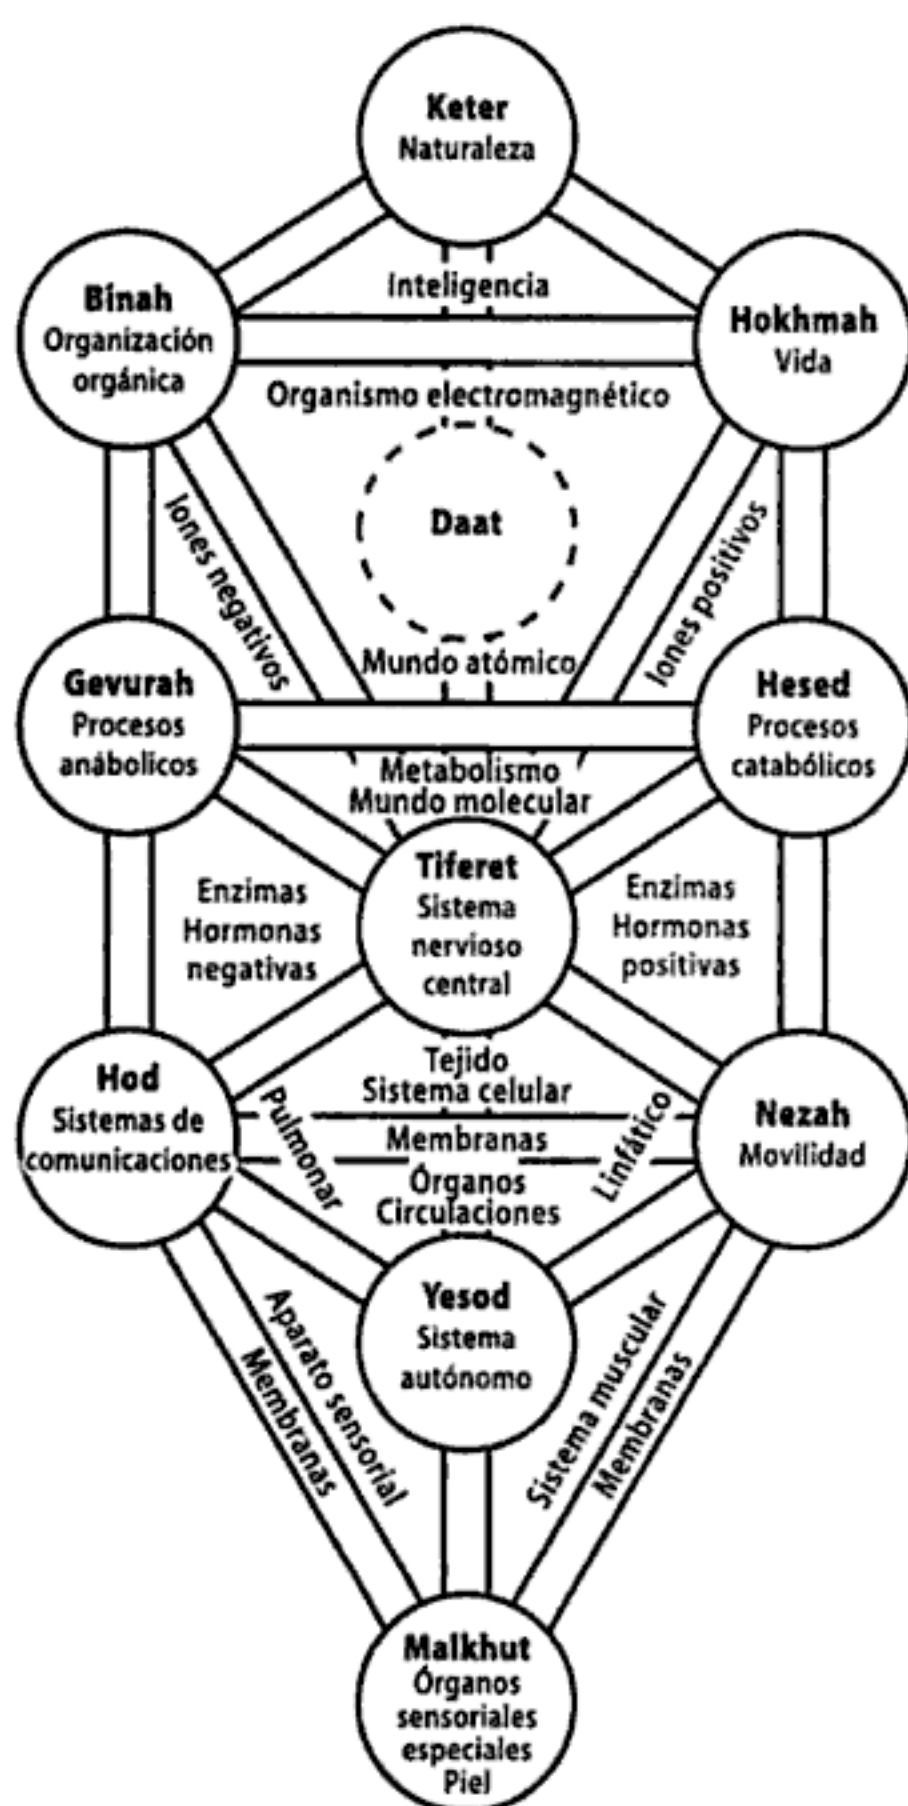 Keter
Naturaleza
Inteligencia
Binah
Organización
orgánica
Hokhmah
Vida
Organismo electromagnético
Daat
Iones negativos
Iones positivos
Mundo atómico
Gevurah
Procesos
anábolicos
Hesed
Procesos
catabólicos
Metabolismo
Mundo molecular
Tiferet
Sistema
nervioso
central
Enzimas
Hormonas
negativas
Enzimas
Hormonas
positivas
Hod
Sistemas de
comunicaciones
Tejido
Sistema celular
Membranas
Órganos
Circulaciones
Pulmonar
Linfático
Nezah
Movilidad
Yesod
Sistema
autónomo
Aparato sensorial
Membranas
Sistema muscular
Membranas
Malkhut
Órganos
sensoriales
especiales
Piel